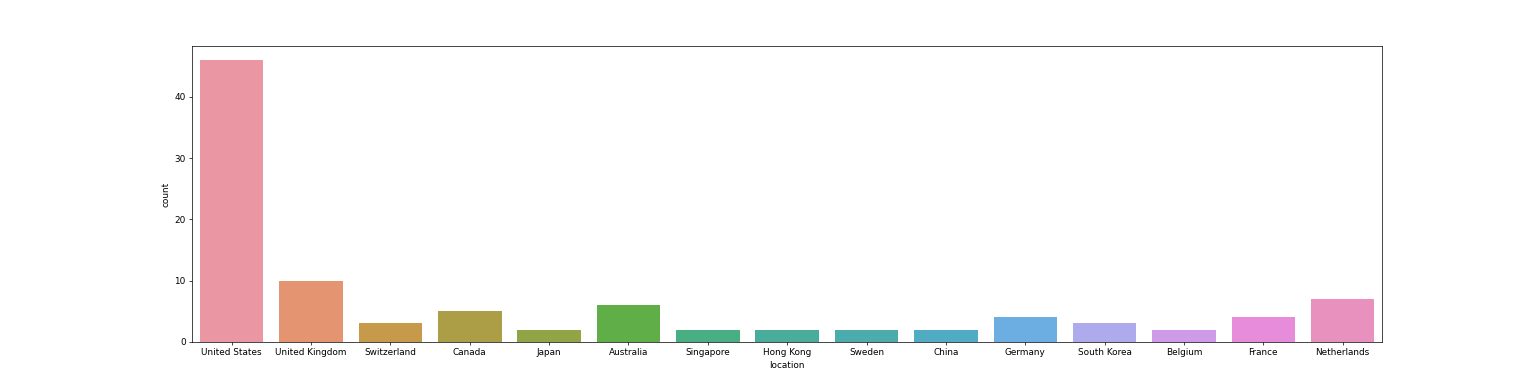 count
40
30
20
10
0
United States United Kingdom Switzerland Canada Japan Australia Singapore Hong Kong Sweden China Germany South Korea Belgium France Netherlands
location